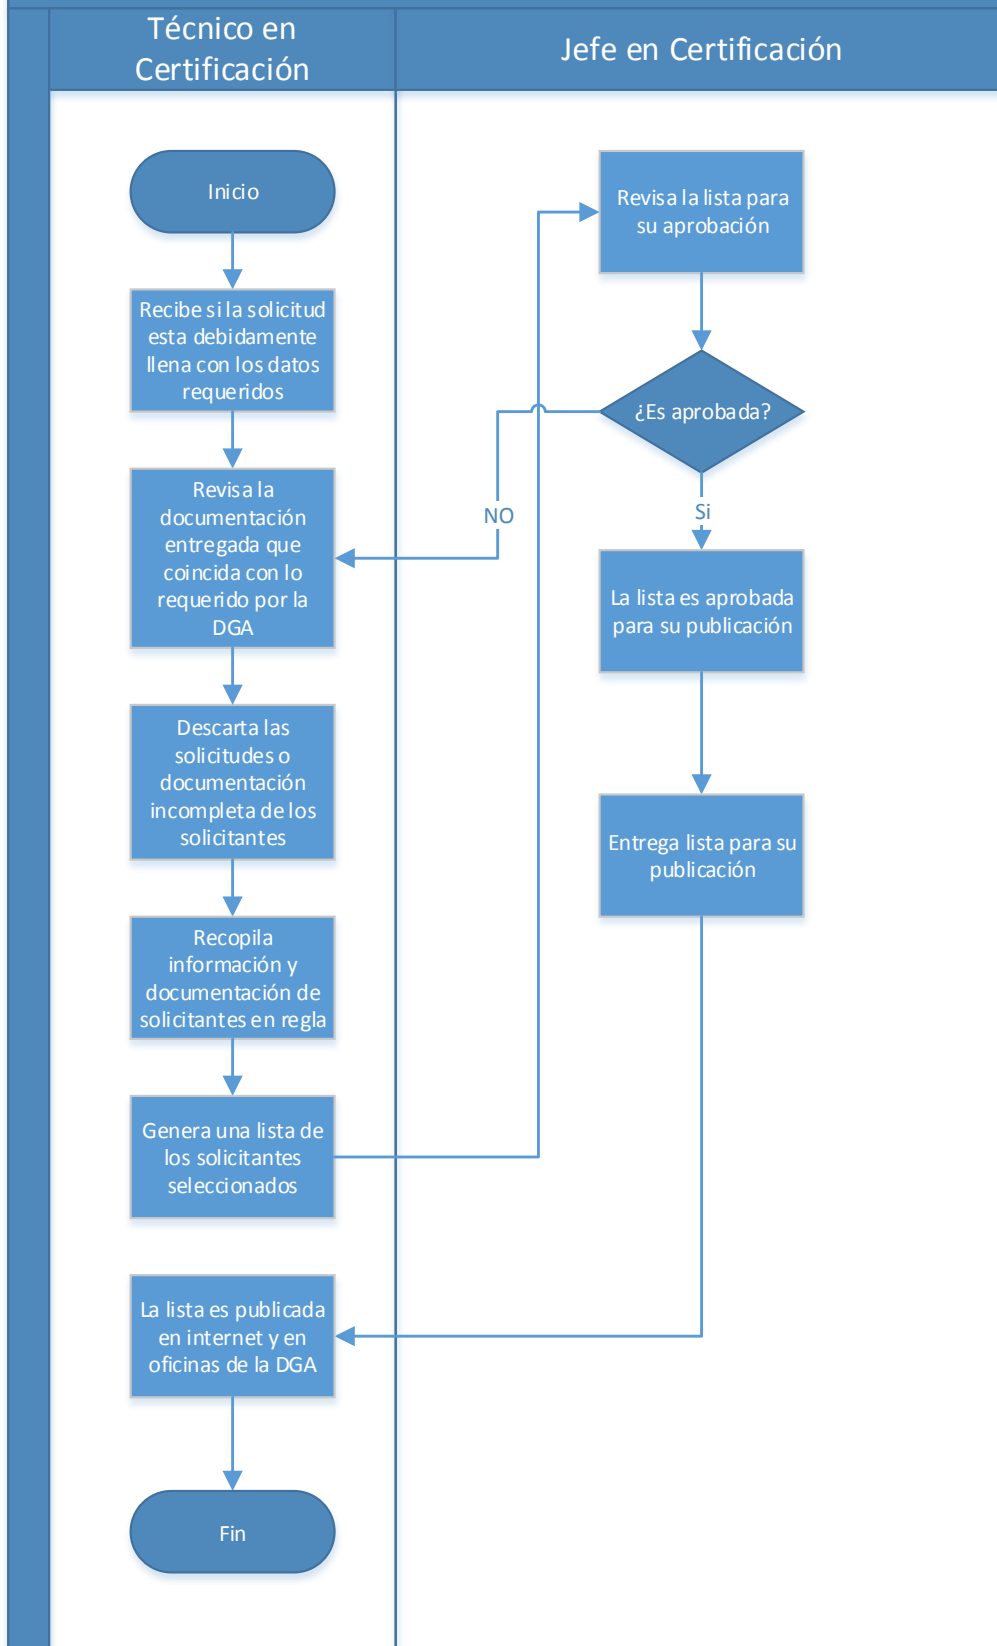 Técnico en
Certificación
Jefe en Certificación
Inicio
Recibe si la solicitud
esta debidamente
llena con los datos
requeridos
Revisa la
documentación
entregada que
coincida con lo
requerido por la
DGA
Descarta las
solicitudes o
documentación
incompleta de los
solicitantes
Recopila
información y
documentación de
solicitantes en regla
Genera una lista de
los solicitantes
seleccionados
Revisa la lista para
su aprobación
¿Es aprobada?
NO
Si
La lista es aprobada
para su publicación
Entrega lista para su
publicación
La lista es publicada
en internet y en
oficinas de la DGA
Fin